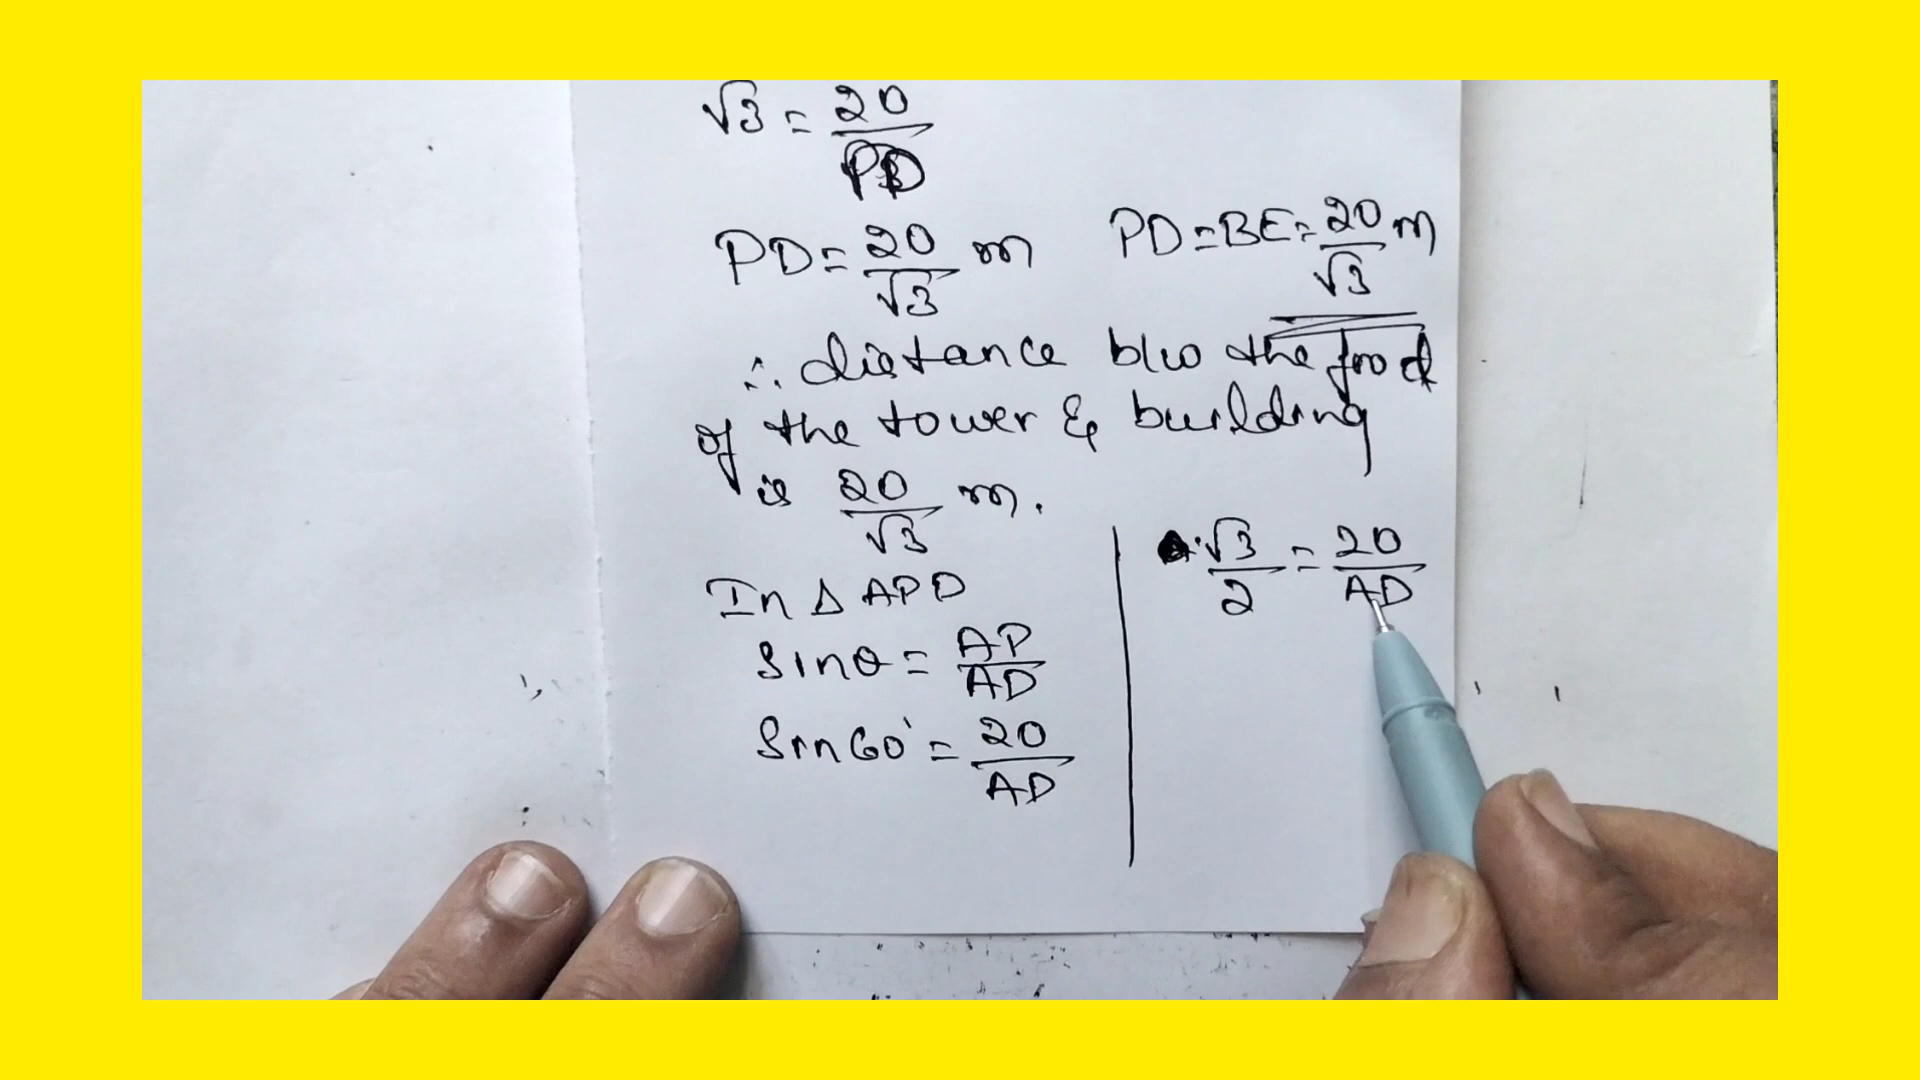 √3 = 20/PD
PD = 20/√3 m
PD = BE = 20/√3 m
∴ distance b/w the foot
of the tower & building
is 20/√3 m.
In Δ APD
Sinθ = AP/AD
Sin60° = 20/AD
√3/2 = 20/AD